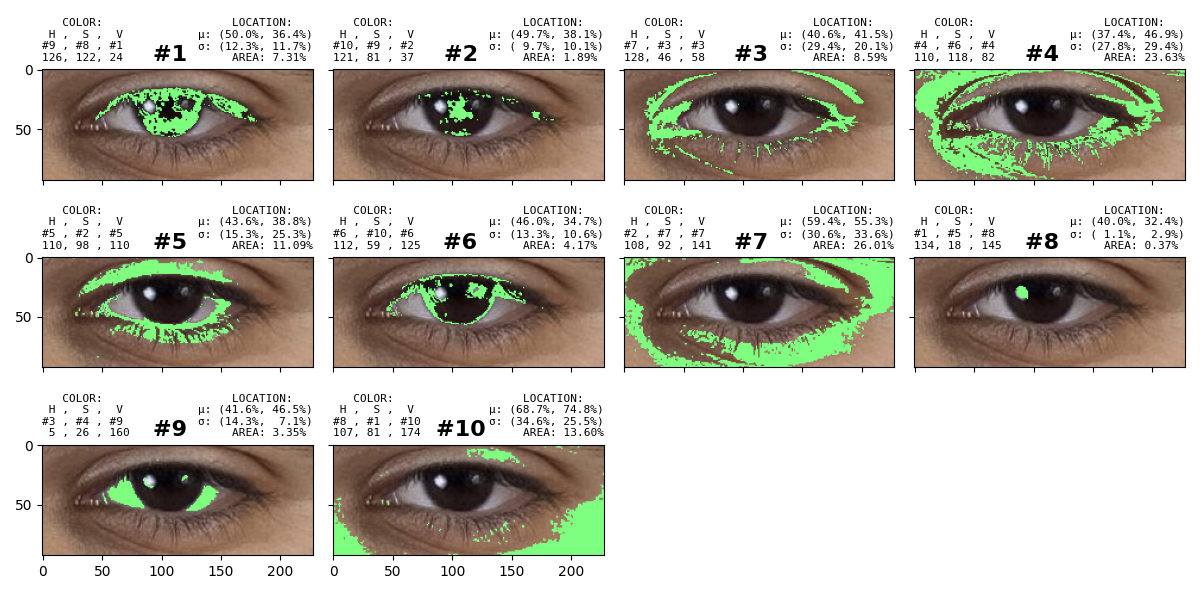 COLOR: LOCATION:
H , S , V μ: (50.0%, 36.4%)
#9 , #8 , #1 σ: (12.3%, 11.7%)
126, 122, 24 #1 AREA: 7.31%
COLOR: LOCATION:
H , S , V μ: (49.7%, 38.1%)
#10, #9 , #2 σ: ( 9.7%, 10.1%)
121, 81 , 37 #2 AREA: 1.89%
COLOR: LOCATION:
H , S , V μ: (40.6%, 41.5%)
#7 , #3 , #3 σ: (29.4%, 20.1%)
128, 46 , 58 #3 AREA: 8.59%
COLOR: LOCATION:
H , S , V μ: (37.4%, 46.9%)
#4 , #6 , #4 σ: (27.8%, 29.4%)
110, 118, 82 #4 AREA: 23.63%
0
50
COLOR: LOCATION:
H , S , V μ: (43.6%, 38.8%)
#5 , #2 , #5 σ: (15.3%, 25.3%)
110, 98 , 110 #5 AREA: 11.09%
COLOR: LOCATION:
H , S , V μ: (46.0%, 34.7%)
#6 , #10, #6 σ: (13.3%, 10.6%)
112, 59 , 125 #6 AREA: 4.17%
COLOR: LOCATION:
H , S , V μ: (59.4%, 55.3%)
#2 , #7 , #7 σ: (30.6%, 33.6%)
108, 92 , 141 #7 AREA: 26.01%
COLOR: LOCATION:
H , S , V μ: (40.0%, 32.4%)
#1 , #5 , #8 σ: ( 1.1%, 2.9%)
134, 18 , 145 #8 AREA: 0.37%
0
50
COLOR: LOCATION:
H , S , V μ: (41.6%, 46.5%)
#3 , #4 , #9 σ: (14.3%, 7.1%)
5 , 26 , 160 #9 AREA: 3.35%
COLOR: LOCATION:
H , S , V μ: (68.7%, 74.8%)
#8 , #1 , #10 σ: (34.6%, 25.5%)
107, 81 , 174 #10 AREA: 13.60%
0
50
0 50 100 150 200
0 50 100 150 200